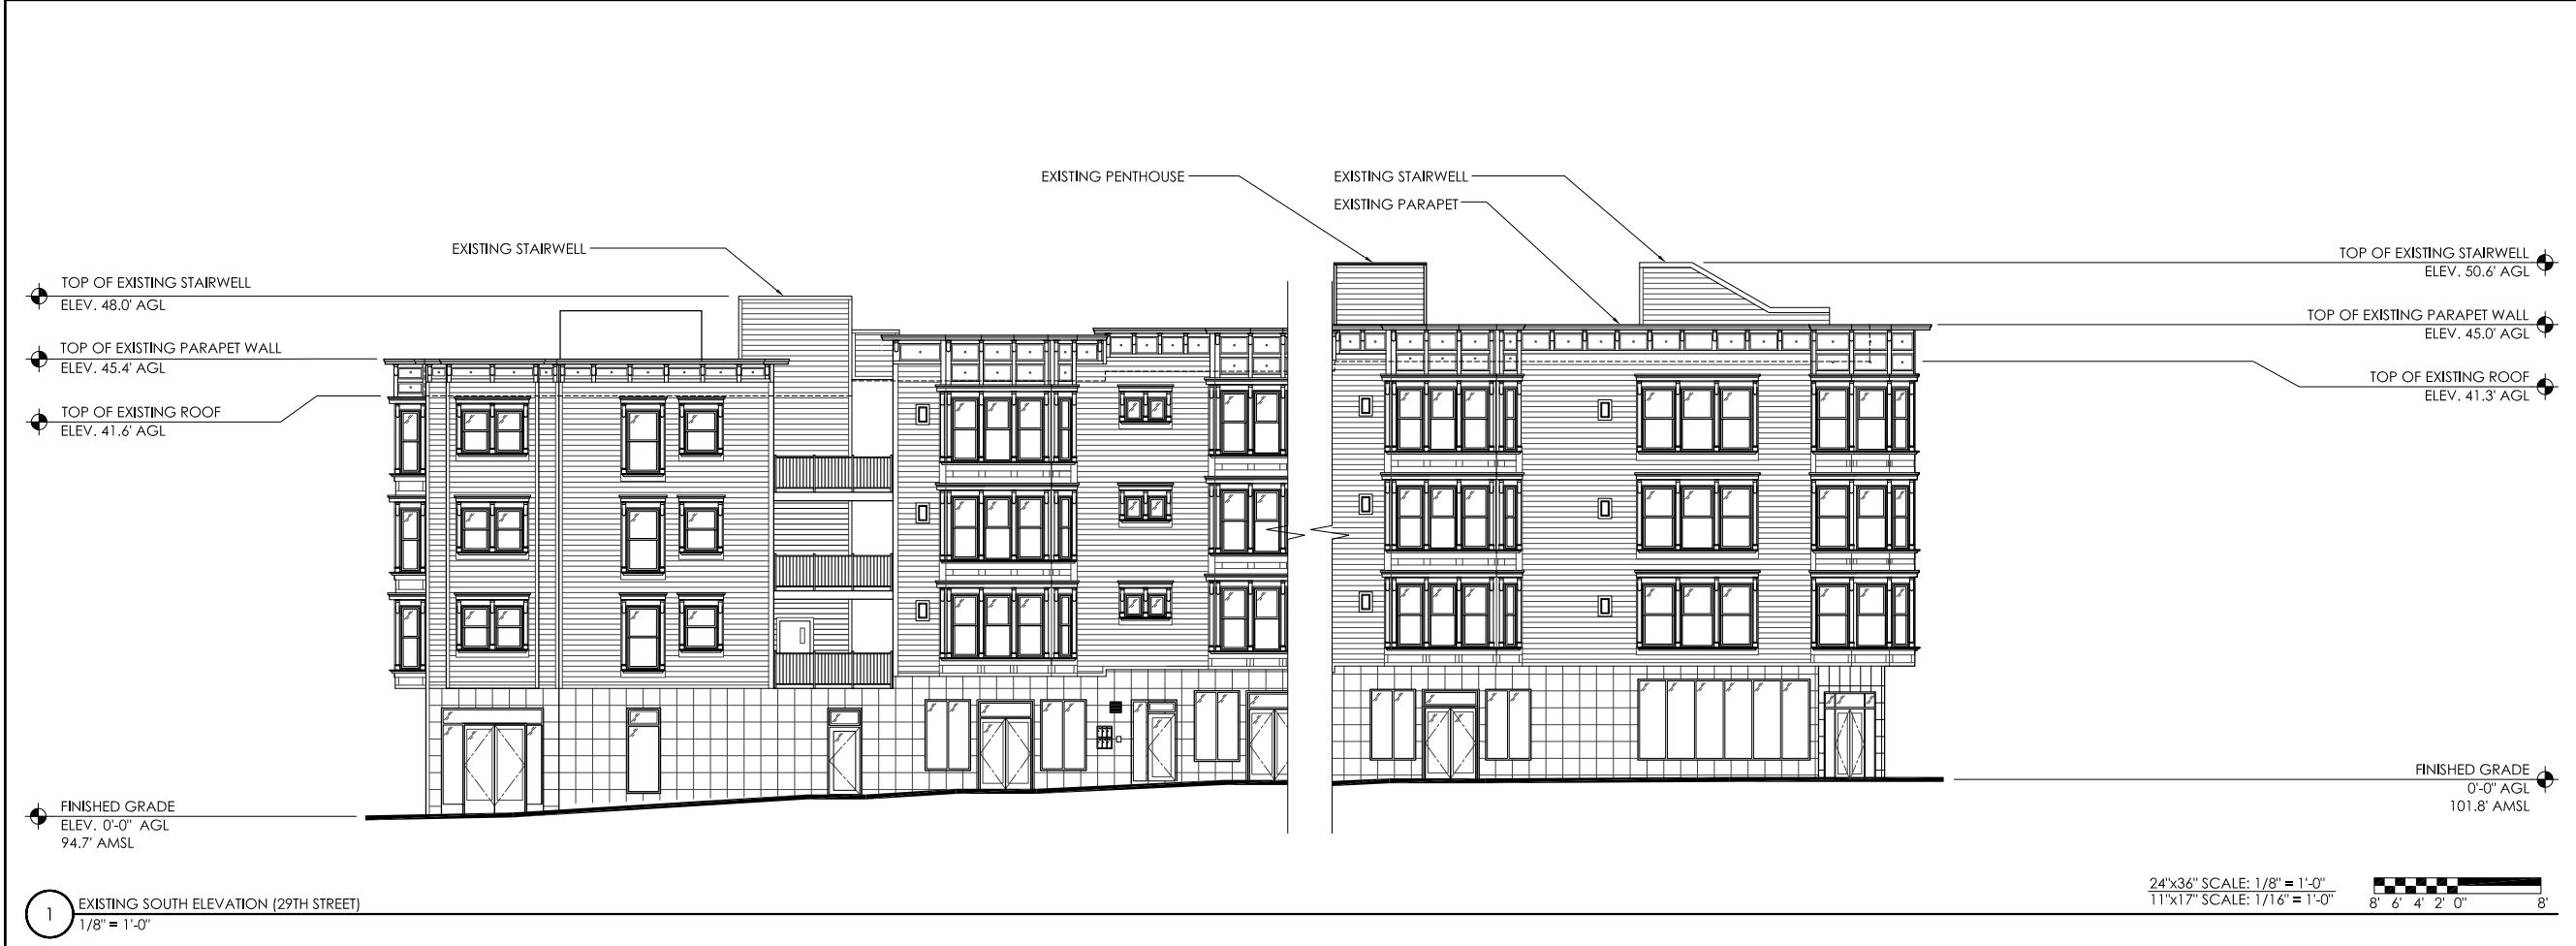 EXISTING PENTHOUSE
EXISTING STAIRWELL
EXISTING PARAPET
EXISTING STAIRWELL
TOP OF EXISTING STAIRWELL
ELEV. 48.0' AGL
TOP OF EXISTING PARAPET WALL
ELEV. 45.4' AGL
TOP OF EXISTING ROOF
ELEV. 41.6' AGL
TOP OF EXISTING STAIRWELL
ELEV. 50.6' AGL
TOP OF EXISTING PARAPET WALL
ELEV. 45.0' AGL
TOP OF EXISTING ROOF
ELEV. 41.3' AGL
FINISHED GRADE
ELEV. 0'-0" AGL
94.7' AMSL
FINISHED GRADE
0'-0" AGL
101.8' AMSL
1
EXISTING SOUTH ELEVATION (29TH STREET)
1/8" = 1'-0"
24"x36" SCALE: 1/8" = 1'-0"
11"x17" SCALE: 1/16" = 1'-0"
8' 6' 4' 2' 0" 8'